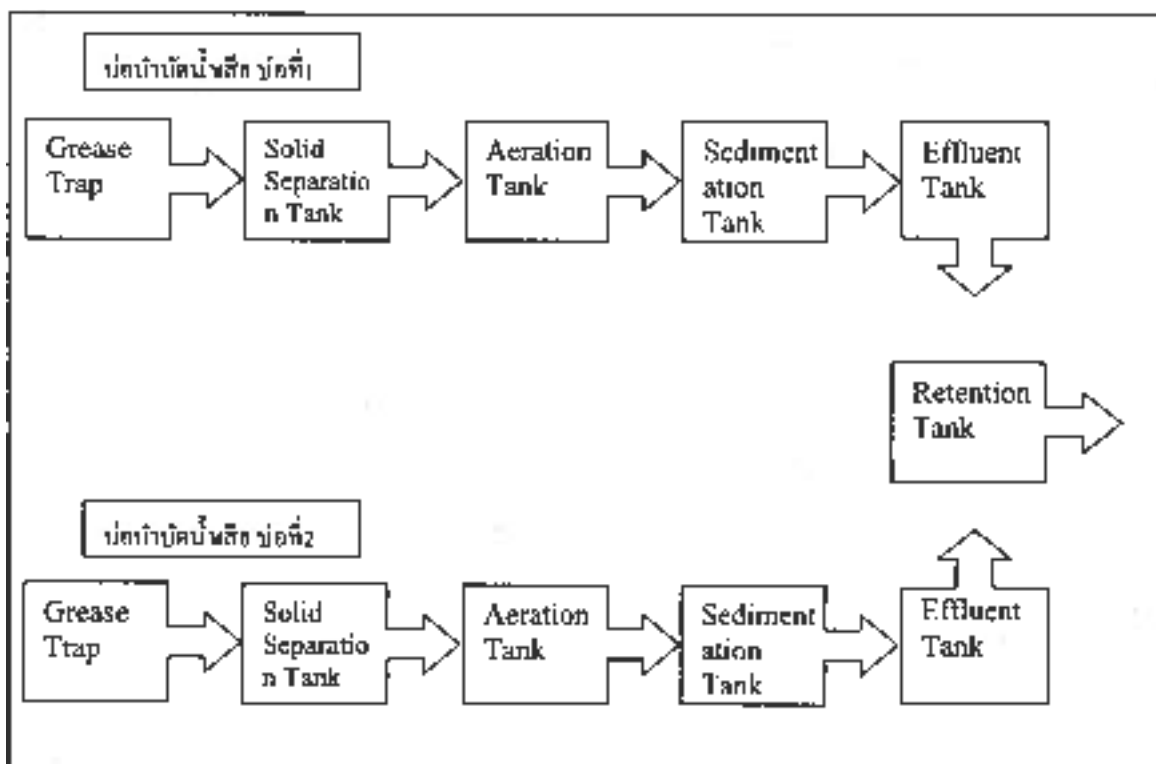 บ่อบำบัดน้ำเสีย บ่อที่1
Grease
Trap
Solid
Separatio
n Tank
Aeration
Tank
Sediment
ation
Tank
Effluent
Tank
Retention
Tank
บ่อบำบัดน้ำเสีย บ่อที่2
Grease
Trap
Solid
Separatio
n Tank
Aeration
Tank
Sediment
ation
Tank
Effluent
Tank